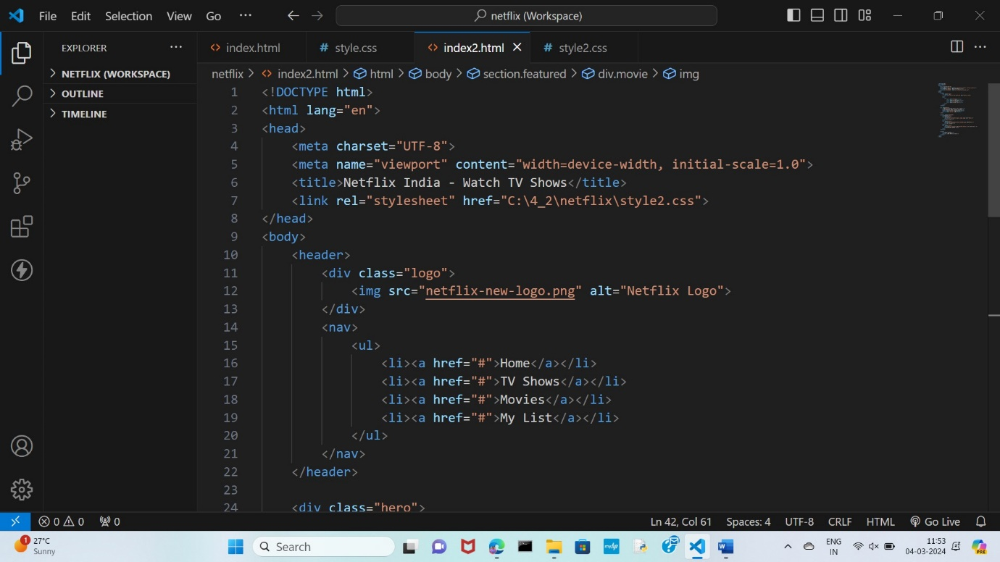 File Edit Selection View Go ··· netflix (Workspace)
EXPLORER ··· index.html style.css index2.html style2.css ···
NETFLIX (WORKSPACE)
OUTLINE
TIMELINE
netflix > index2.html > html > body > section.featured > div.movie > img
1 <!DOCTYPE html>
2 <html lang="en">
3 <head>
4 <meta charset="UTF-8">
5 <meta name="viewport" content="width=device-width, initial-scale=1.0">
6 <title>Netflix India - Watch TV Shows</title>
7 <link rel="stylesheet" href="C:\4_2\netflix\style2.css">
8 </head>
9 <body>
10 <header>
11 <div class="logo">
12 <img src="netflix-new-logo.png" alt="Netflix Logo">
13 </div>
14 <nav>
15 <ul>
16 <li><a href="#">Home</a></li>
17 <li><a href="#">TV Shows</a></li>
18 <li><a href="#">Movies</a></li>
19 <li><a href="#">My List</a></li>
20 </ul>
21 </nav>
22 </header>
23
24 <div class="hero">
0 0 0 Ln 42, Col 61 Spaces: 4 UTF-8 CRLF HTML Go Live
1 27°C
Sunny
Search
myhp
PRE
ENG
IN
11:53
04-03-2024